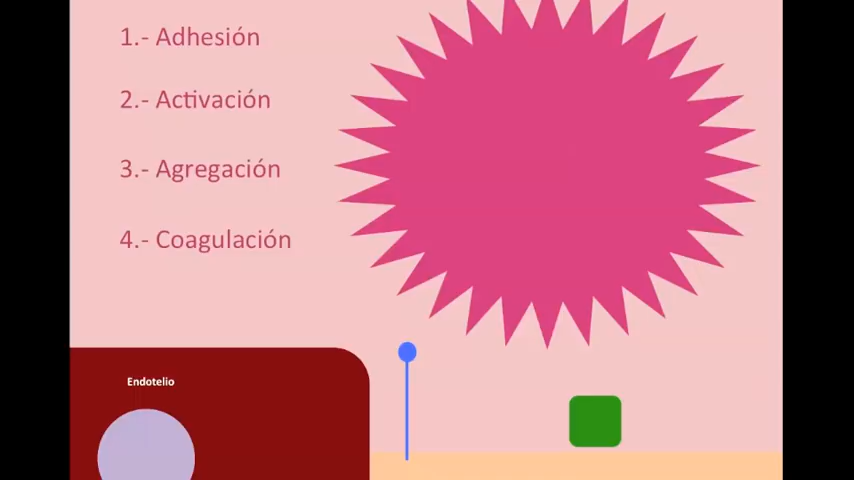 1.- Adhesión
2.- Activación
3.- Agregación
4.- Coagulación
Endotelio